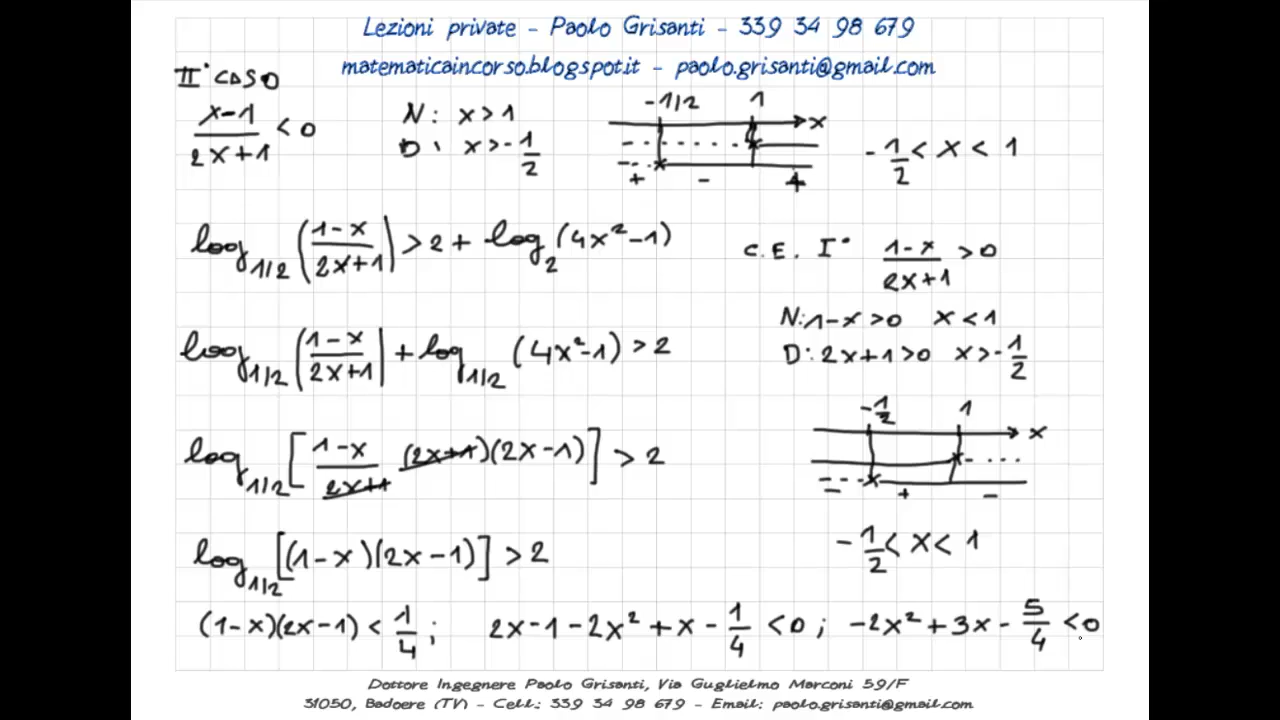 Lezioni private - Paolo Grisanti - 339 34 98 679
matematicaincorso.blogspot.it - paolo.grisanti@gmail.com
II° CASO
x-1/2x+1 < 0
N: x > 1
D: x > -1/2
-1/2 1 x
+ - +
-1/2 < x < 1
log_1/2 (1-x/2x+1) > 2 + log_2 (4x²-1)
C.E. I° 1-x/2x+1 > 0
N: 1-x > 0 x < 1
D: 2x+1 > 0 x > -1/2
log_1/2 (1-x/2x+1) + log_1/2 (4x²-1) > 2
-1/2 1 x
- + -
log_1/2 [1-x/2x+1 (2x+1)(2x-1)] > 2
-1/2 < x < 1
log_1/2 [(1-x)(2x-1)] > 2
(1-x)(2x-1) < 1/4 ; 2x-1-2x²+x-1/4 < 0 ; -2x²+3x-5/4 < 0
Dottore Ingegnere Paolo Grisanti, Via Guglielmo Marconi 59/F
31050, Badoere (TV) - Cell.: 339 34 98 679 - Email: paolo.grisanti@gmail.com